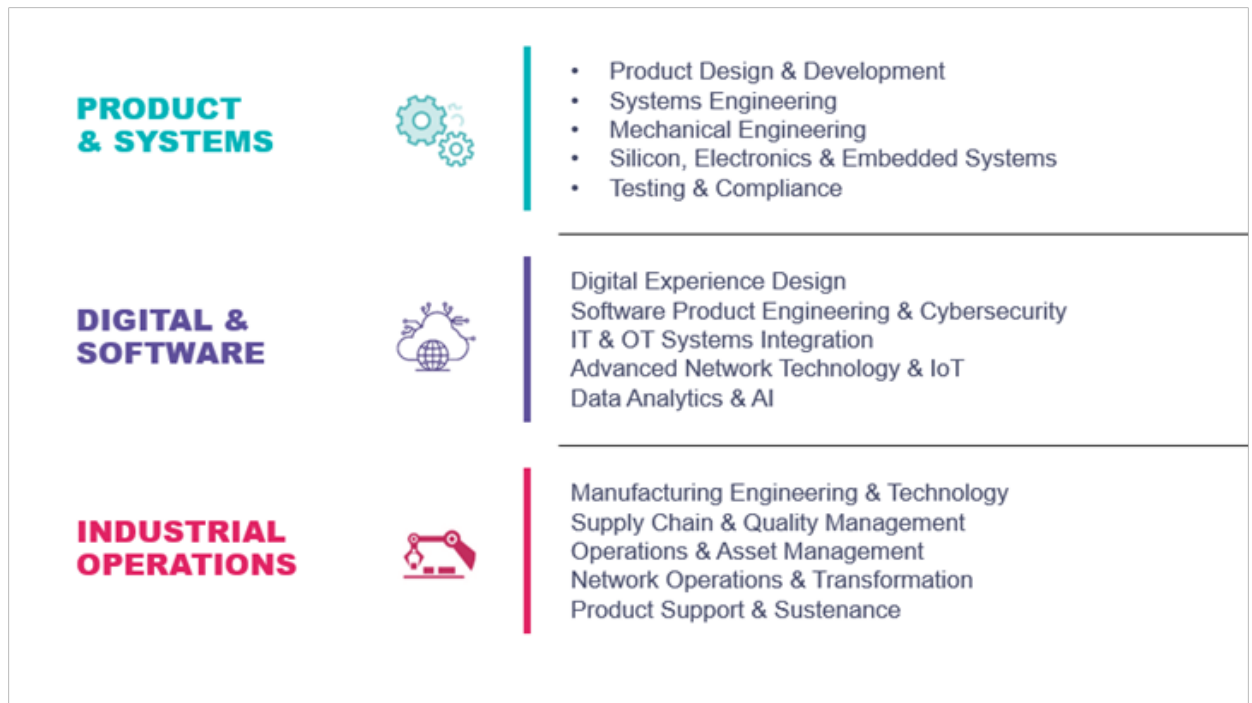 PRODUCT
& SYSTEMS
• Product Design & Development
• Systems Engineering
• Mechanical Engineering
• Silicon, Electronics & Embedded Systems
• Testing & Compliance
DIGITAL &
SOFTWARE
Digital Experience Design
Software Product Engineering & Cybersecurity
IT & OT Systems Integration
Advanced Network Technology & IoT
Data Analytics & AI
INDUSTRIAL
OPERATIONS
Manufacturing Engineering & Technology
Supply Chain & Quality Management
Operations & Asset Management
Network Operations & Transformation
Product Support & Sustenance